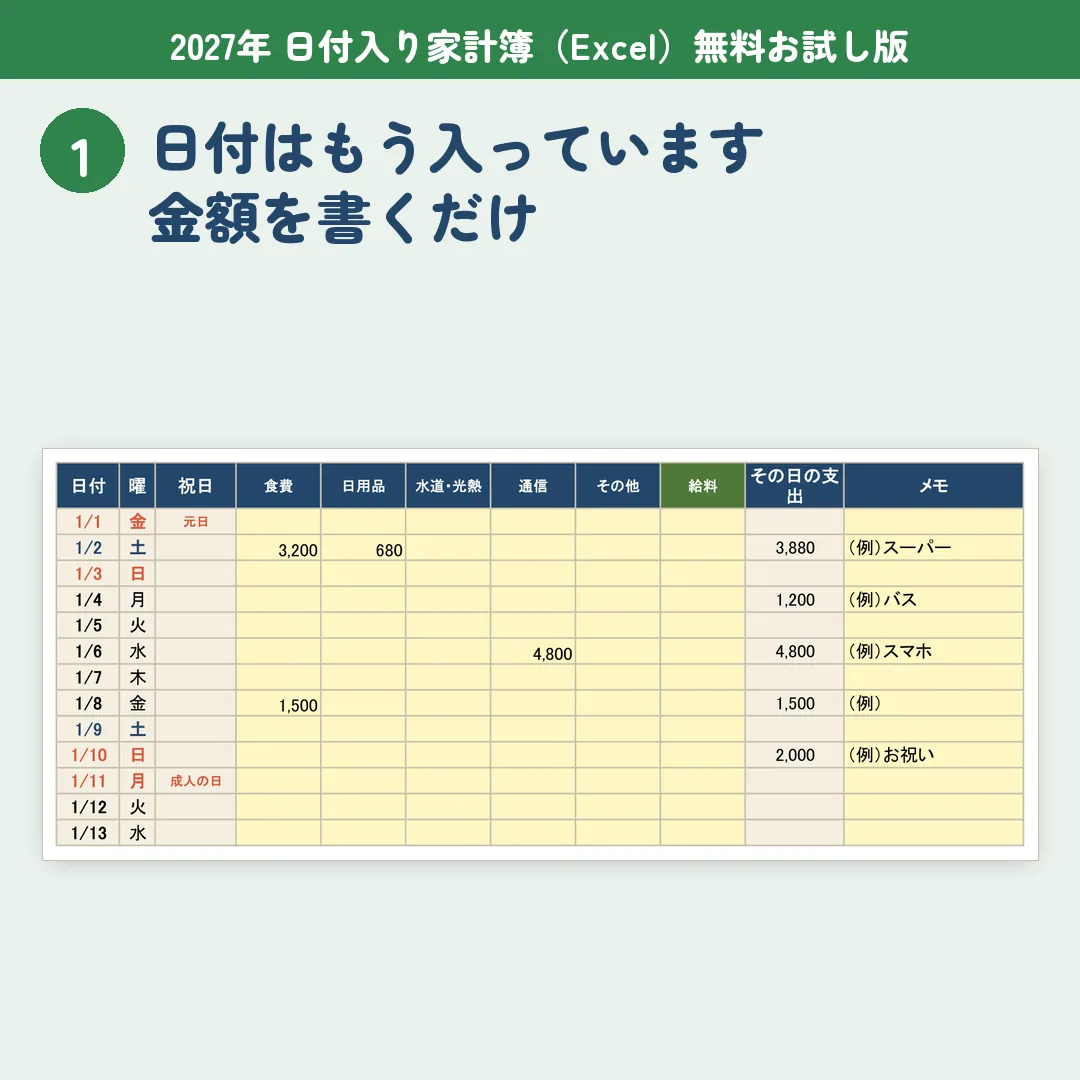 2027年 日付入り家計簿（Excel）無料お試し版
1
日付はもう入っています
金額を書くだけ
日付 曜 祝日 食費 日用品 水道・光熱 通信 その他 給料 その日の支出 メモ
1/1 金 元日
1/2 土 3,200 680 3,880 （例）スーパー
1/3 日
1/4 月 1,200 （例）バス
1/5 火
1/6 水 4,800 4,800 （例）スマホ
1/7 木
1/8 金 1,500 1,500 （例）
1/9 土
1/10 日 2,000 （例）お祝い
1/11 月 成人の日
1/12 火
1/13 水